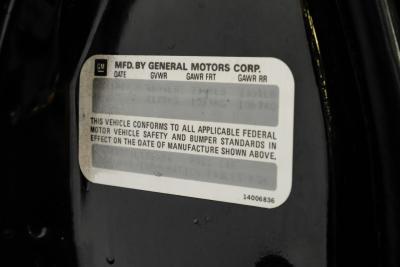 GM
MFD. BY GENERAL MOTORS CORP.
DATE GVWR GAWR FRT GAWR RR
THIS VEHICLE CONFORMS TO ALL APPLICABLE FEDERAL
MOTOR VEHICLE SAFETY AND BUMPER STANDARDS IN
EFFECT ON THE DATE OF MANUFACTURE SHOWN ABOVE.
14006836